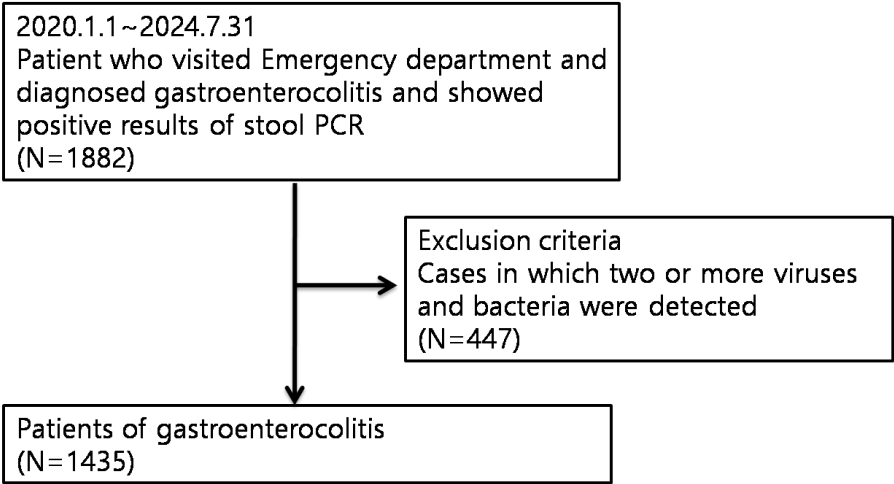 2020.1.1~2024.7.31
Patient who visited Emergency department and
diagnosed gastroenterocolitis and showed
positive results of stool PCR
(N=1882)
Exclusion criteria
Cases in which two or more viruses
and bacteria were detected
(N=447)
Patients of gastroenterocolitis
(N=1435)